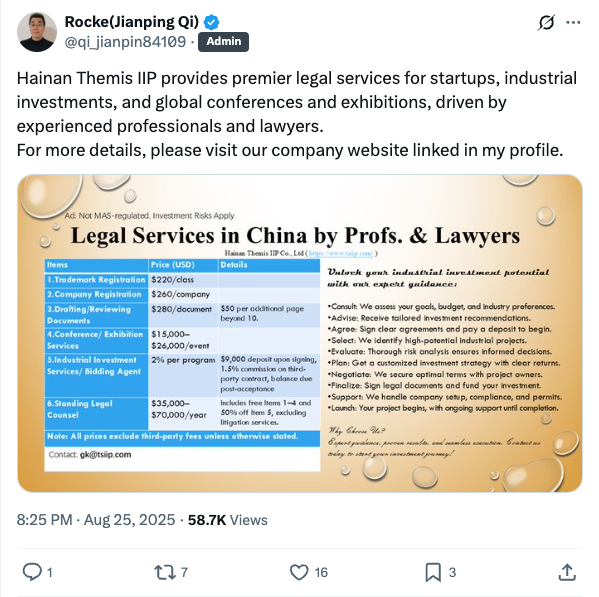 Rocke(Jianping Qi)
@qi_jianpin84109 · Admin
Hainan Themis IIP provides premier legal services for startups, industrial
investments, and global conferences and exhibitions, driven by
experienced professionals and lawyers.
For more details, please visit our company website linked in my profile.
Ad. Not MAS-regulated. Investment Risks Apply
Legal Services in China by Profs. & Lawyers
Hainan Themis IIP Co., Ltd (https://www.tsiip.com/)
Items Price (USD) Details
1.Trademark Registration $220/class
2.Company Registration $260/company
3.Drafting/Reviewing Documents $280/document $50 per additional page beyond 10.
4.Conference/ Exhibition Services $15,000–$26,000/event
5.Industrial Investment Services/ Bidding Agent 2% per program $9,000 deposit upon signing, 1.5% commission on third-party contract, balance due post-acceptance
6.Standing Legal Counsel $35,000–$70,000/year Includes free Items 1–4 and 50% off Item 5, excluding litigation services.
Note: All prices exclude third-party fees unless otherwise stated.
Contact: gk@tsiip.com
Unlock your industrial investment potential
with our expert guidance:
•Consult: We assess your goals, budget, and industry preferences.
•Advise: Receive tailored investment recommendations.
•Agree: Sign clear agreements and pay a deposit to begin.
•Select: We identify high-potential industrial projects.
•Evaluate: Thorough risk analysis ensures informed decisions.
•Plan: Get a customized investment strategy with clear returns.
•Negotiate: We secure optimal terms with project owners.
•Finalize: Sign legal documents and fund your investment.
•Support: We handle company setup, compliance, and permits.
•Launch: Your project begins, with ongoing support until completion.
Why Choose Us?
Expert guidance, proven results, and seamless execution. Contact us
today to start your investment journey!
8:25 PM · Aug 25, 2025 · 58.7K Views
1 7 16 3